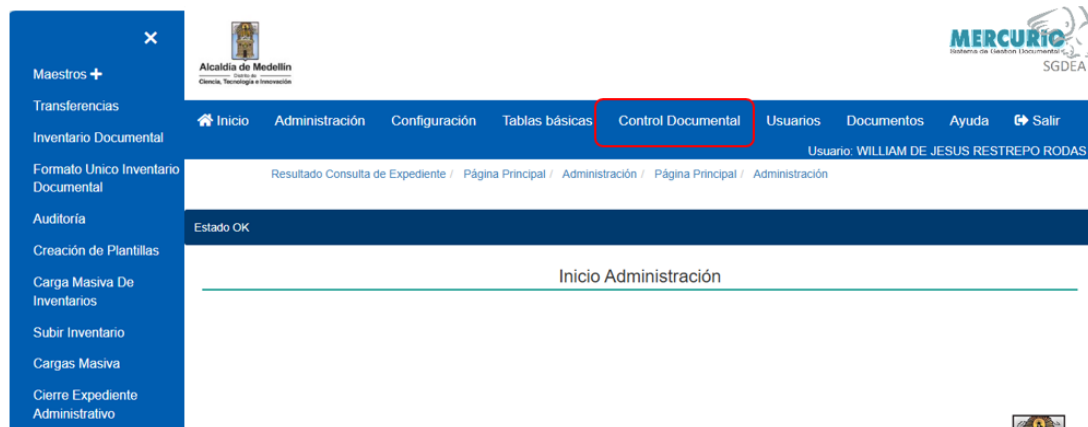 ×
Maestros +
Transferencias
Inventario Documental
Formato Unico Inventario
Documental
Auditoría
Creación de Plantillas
Carga Masiva De
Inventarios
Subir Inventario
Cargas Masiva
Cierre Expediente
Administrativo
Alcaldía de Medellín
Distrito de
Ciencia, Tecnología e Innovación
MERCURIO
Sistema de Gestión Documental
SGDEA
Inicio Administración Configuración Tablas básicas Control Documental Usuarios Documentos Ayuda Salir
Usuario: WILLIAM DE JESUS RESTREPO RODAS
Resultado Consulta de Expediente / Página Principal / Administración / Página Principal / Administración
Estado OK
Inicio Administración